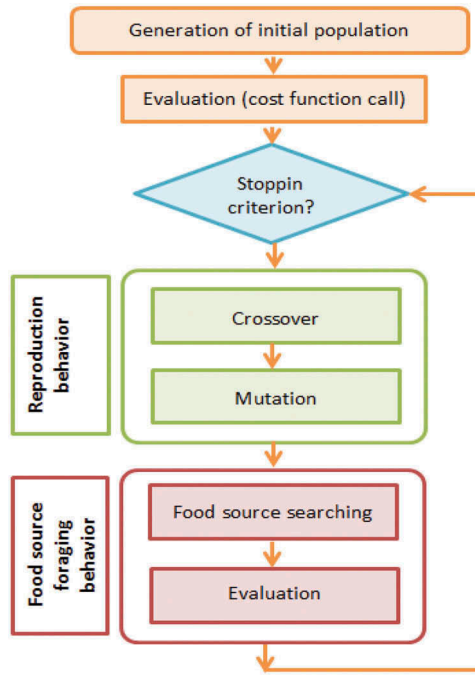 Generation of initial population
Evaluation (cost function call)
Stoppin
criterion?
Reproduction
behavior
Crossover
Mutation
Food source
foraging
behavior
Food source searching
Evaluation